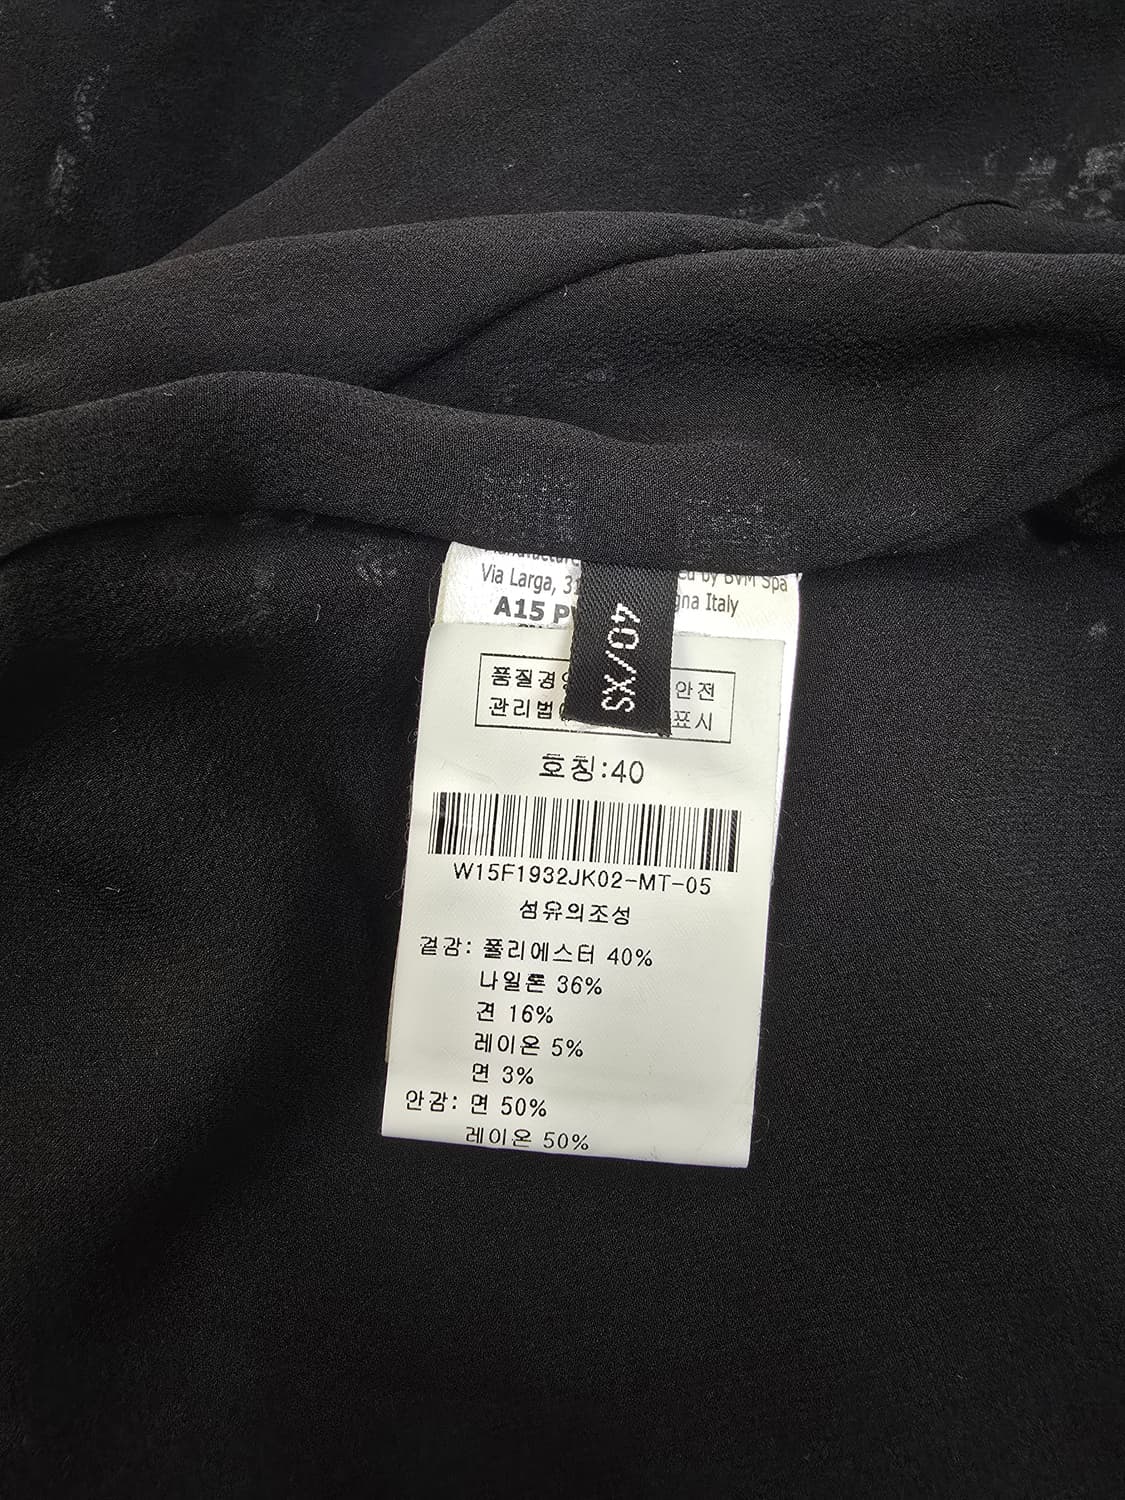 Via Larga, 31
by BVM Spa
gna Italy
A15 P
40/XS
품질경 안전
관리법 표시
호칭:40
W15F1932JK02-MT-05
섬유의조성
겉감: 폴리에스터 40%
나일론 36%
견 16%
레이온 5%
면 3%
안감: 면 50%
레이온 50%